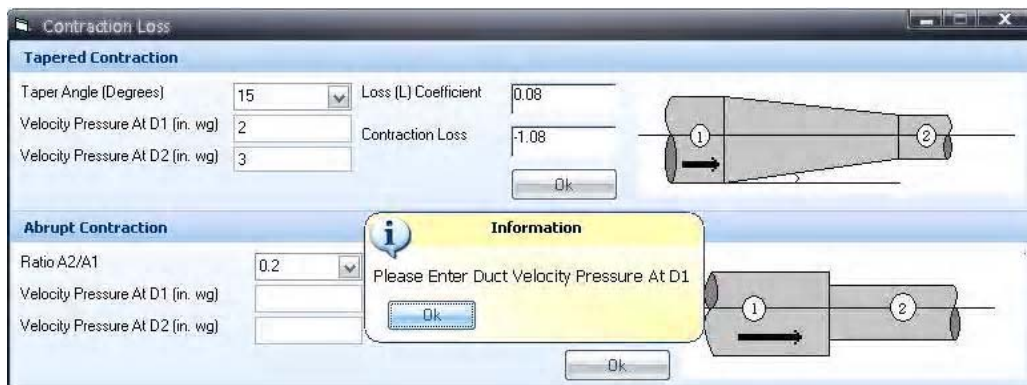 Contraction Loss
Tapered Contraction
Taper Angle (Degrees) 15 Loss (L) Coefficient 0.08
Velocity Pressure At D1 (in. wg) 2 Contraction Loss -1.08
Velocity Pressure At D2 (in. wg) 3
Ok
1 2
Abrupt Contraction
Ratio A2/A1 0.2
Velocity Pressure At D1 (in. wg)
Velocity Pressure At D2 (in. wg)
Information
Please Enter Duct Velocity Pressure At D1
Ok
1 2
Ok